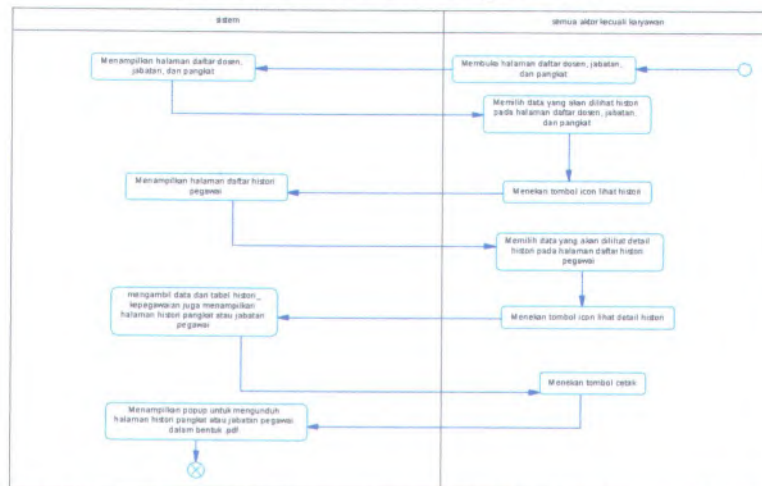 sistem
semua aktor kecuali karyawan
Menampilkan halaman daftar dosen,
jabatan, dan pangkat
Membuka halaman daftar dosen, jabatan,
dan pangkat
Memilih data yang akan dilihat histori
pada halaman daftar dosen, jabatan,
dan pangkat
Menampilkan halaman daftar histori
pegawai
Menekan tombol icon lihat histori
Memilih data yang akan dilihat detail
histori pada halaman daftar histori
pegawai
mengambil data dari tabel histori_
kepegawaian juga menampilkan
halaman histori pangkat atau jabatan
pegawai
Menekan tombol icon lihat detail histori
Menekan tombol cetak
Menampilkan popup untuk mengunduh
halaman histori pangkat atau jabatan pegawai
dalam bentuk .pdf